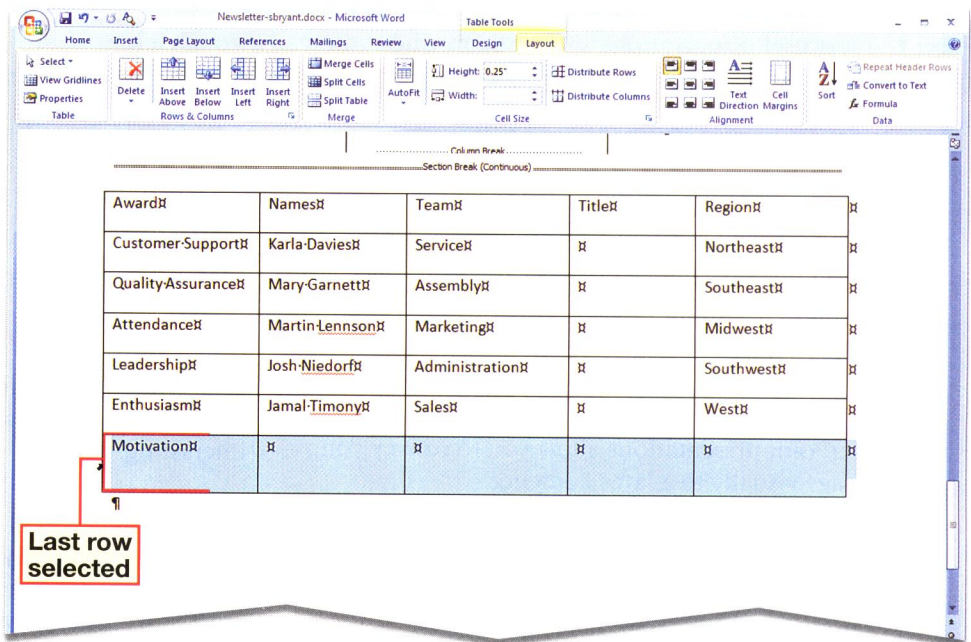 Newsletter-sbryant.docx - Microsoft Word
Table Tools
Home Insert Page Layout References Mailings Review View Design Layout
Select
View Gridlines
Properties
Table
Delete
Insert Above
Insert Below
Insert Left
Insert Right
Rows & Columns
Merge Cells
Split Cells
Split Table
Merge
AutoFit
Height: 0.25"
Width:
Distribute Rows
Distribute Columns
Cell Size
Text Direction
Cell Margins
Alignment
Sort
Repeat Header Rows
Convert to Text
Formula
Data
Column Break
Section Break (Continuous)
Award¤ Names¤ Team¤ Title¤ Region¤ ¤
Customer·Support¤ Karla·Davies¤ Service¤ ¤ Northeast¤ ¤
Quality·Assurance¤ Mary·Garnett¤ Assembly¤ ¤ Southeast¤ ¤
Attendance¤ Martin·Lennson¤ Marketing¤ ¤ Midwest¤ ¤
Leadership¤ Josh·Niedorf¤ Administration¤ ¤ Southwest¤ ¤
Enthusiasm¤ Jamal·Timony¤ Sales¤ ¤ West¤ ¤
Motivation¤ ¤ ¤ ¤ ¤ ¤
¶
Last row
selected